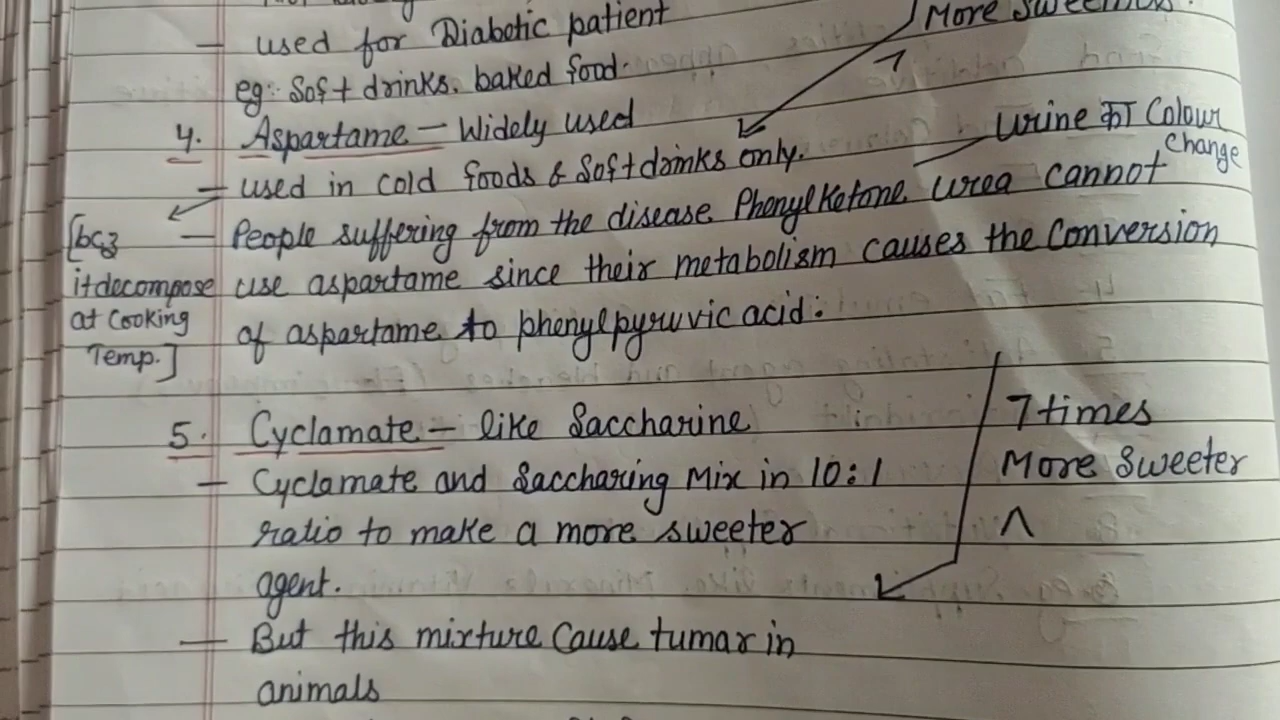 More Sweetness.
— used for Diabetic patient
eg:- Soft drinks. baked food.
4. Aspartame — Widely used
— used in cold foods & Soft drinks only.
Urine का Colour
Change
— People suffering from the disease Phenyl Ketone urea cannot
use aspartame since their metabolism causes the Conversion
of aspartame to phenylpyruvic acid:
[bcz
it decompose
at Cooking
Temp.]
5. Cyclamate — like Saccharine
— Cyclamate and Saccharing Mix in 10:1
ratio to make a more sweeter
agent.
7 times
More Sweeter
— But this mixture Cause tumar in
animals